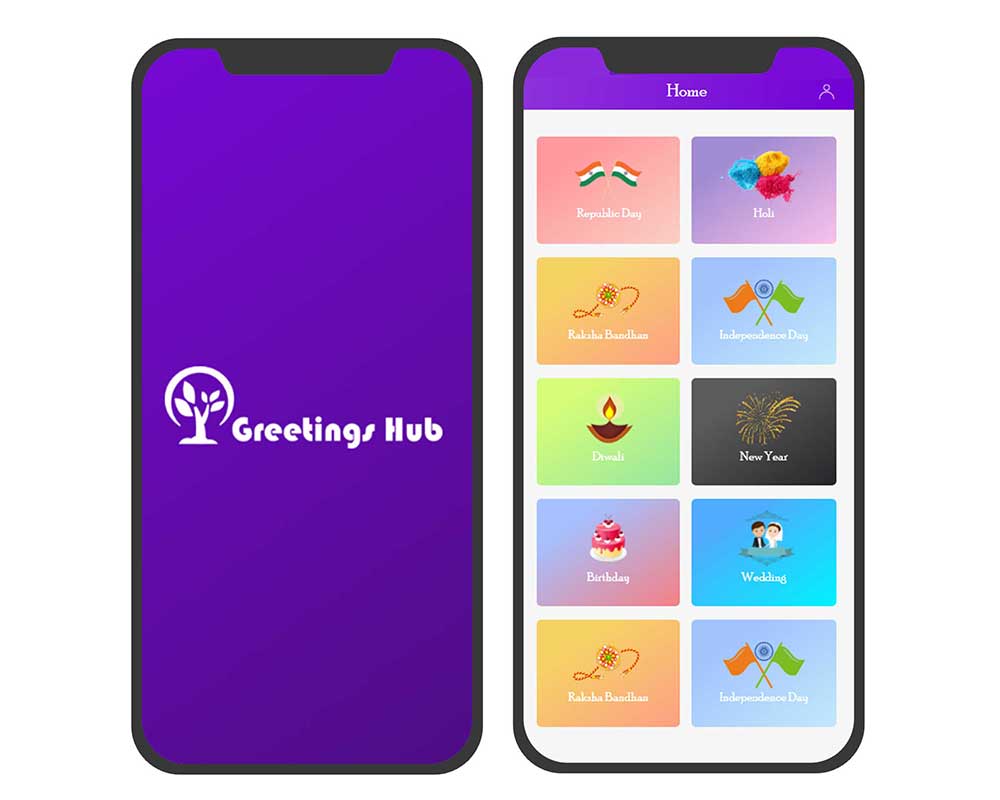 Greetings Hub
Home
Republic Day
Holi
Raksha Bandhan
Independence Day
Diwali
New Year
Birthday
Wedding
Raksha Bandhan
Independence Day